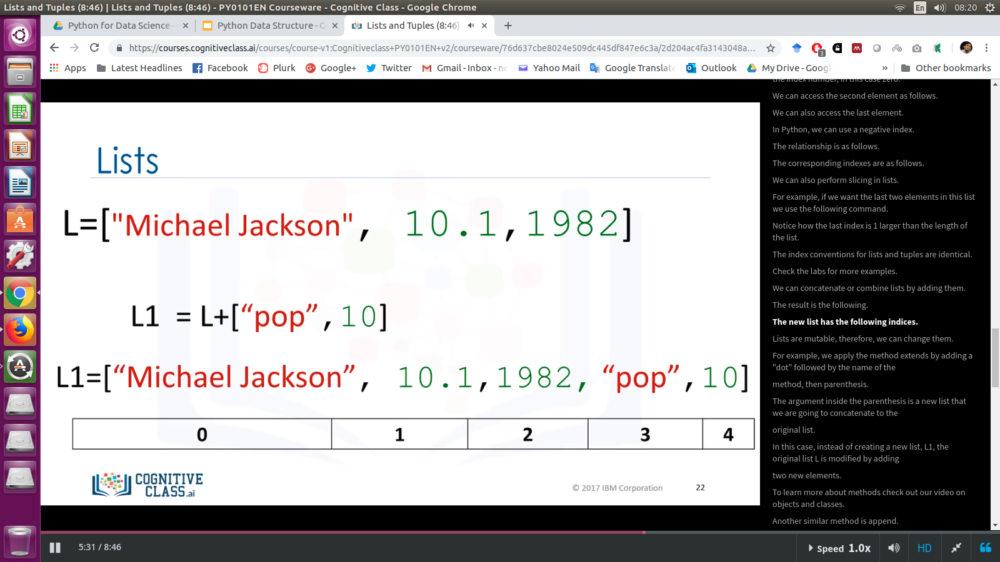 Lists and Tuples (8:46) | Lists and Tuples (8:46) - PY0101EN Courseware - Cognitive Class - Google Chrome
En
08:20
Python for Data Science -
Python Data Structure - G
Lists and Tuples (8:46)
https://courses.cognitiveclass.ai/courses/course-v1:Cognitiveclass+PY0101EN+v2/courseware/76d637cbe8024e509dc445df847e6c3a/2d204ac4fa3143048a...
3
Apps
Latest Headlines
Facebook
Plurk
Google+
Twitter
Gmail - Inbox - no
Yahoo Mail
Google Translate
Outlook
My Drive - Googl
»
Other bookmarks
Lists
L=["Michael Jackson", 10.1,1982]
L1 = L+[“pop”,10]
L1=[“Michael Jackson”, 10.1,1982, “pop”,10]
0 1 2 3 4
COGNITIVE
CLASS.ai
© 2017 IBM Corporation
22
the index number, in this case zero.
We can access the second element as follows.
We can also access the last element.
In Python, we can use a negative index.
The relationship is as follows.
The corresponding indexes are as follows.
We can also perform slicing in lists.
For example, if we want the last two elements in this list
we use the following command.
Notice how the last index is 1 larger than the length of
the list.
The index conventions for lists and tuples are identical.
Check the labs for more examples.
We can concatenate or combine lists by adding them.
The result is the following.
The new list has the following indices.
Lists are mutable, therefore, we can change them.
For example, we apply the method extends by adding a
"dot" followed by the name of the
method, then parenthesis.
The argument inside the parenthesis is a new list that
we are going to concatenate to the
original list.
In this case, instead of creating a new list, L1, the
original list L is modified by adding
two new elements.
To learn more about methods check out our video on
objects and classes.
Another similar method is append.
5:31 / 8:46
Speed 1.0x
HD